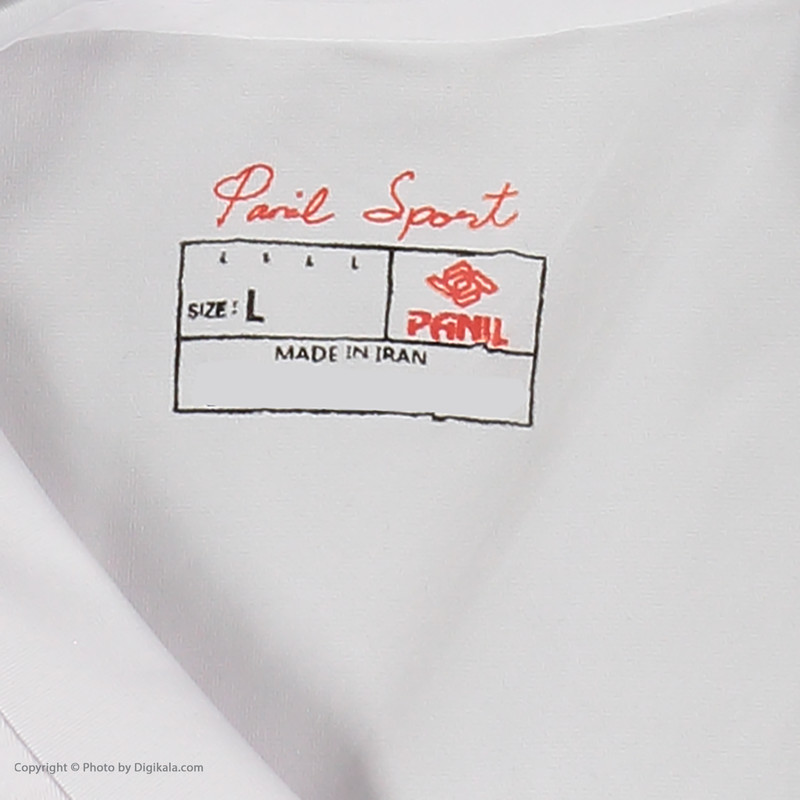 Panil Sport
SIZE: L
PANIL
MADE IN IRAN
Copyright © Photo by Digikala.com